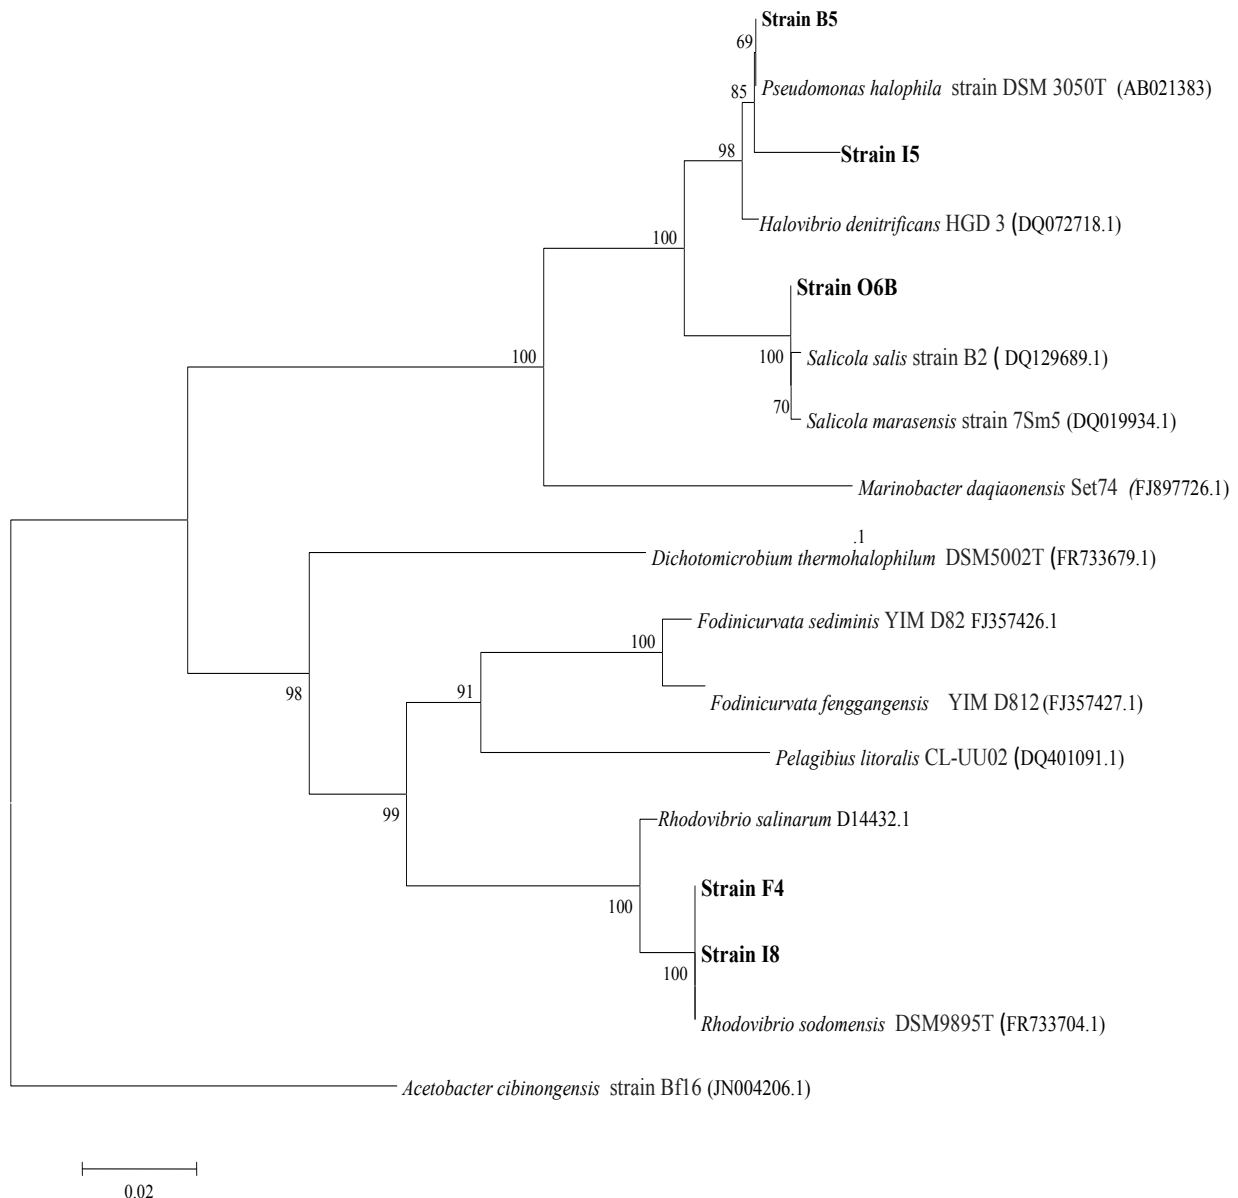 Strain B5
69
85
Pseudomonas halophila strain DSM 3050T (AB021383)
98
Strain I5
Halovibrio denitrificans HGD 3 (DQ072718.1)
100
Strain O6B
100
100
Salicola salis strain B2 ( DQ129689.1)
70
Salicola marasensis strain 7Sm5 (DQ019934.1)
Marinobacter daqiaonensis Set74 (FJ897726.1)
.1
Dichotomicrobium thermohalophilum DSM5002T (FR733679.1)
Fodinicurvata sediminis YIM D82 FJ357426.1
100
98
91
Fodinicurvata fenggangensis YIM D812 (FJ357427.1)
Pelagibius litoralis CL-UU02 (DQ401091.1)
99
Rhodovibrio salinarum D14432.1
Strain F4
100
Strain I8
100
Rhodovibrio sodomensis DSM9895T (FR733704.1)
Acetobacter cibinongensis strain Bf16 (JN004206.1)
0.02